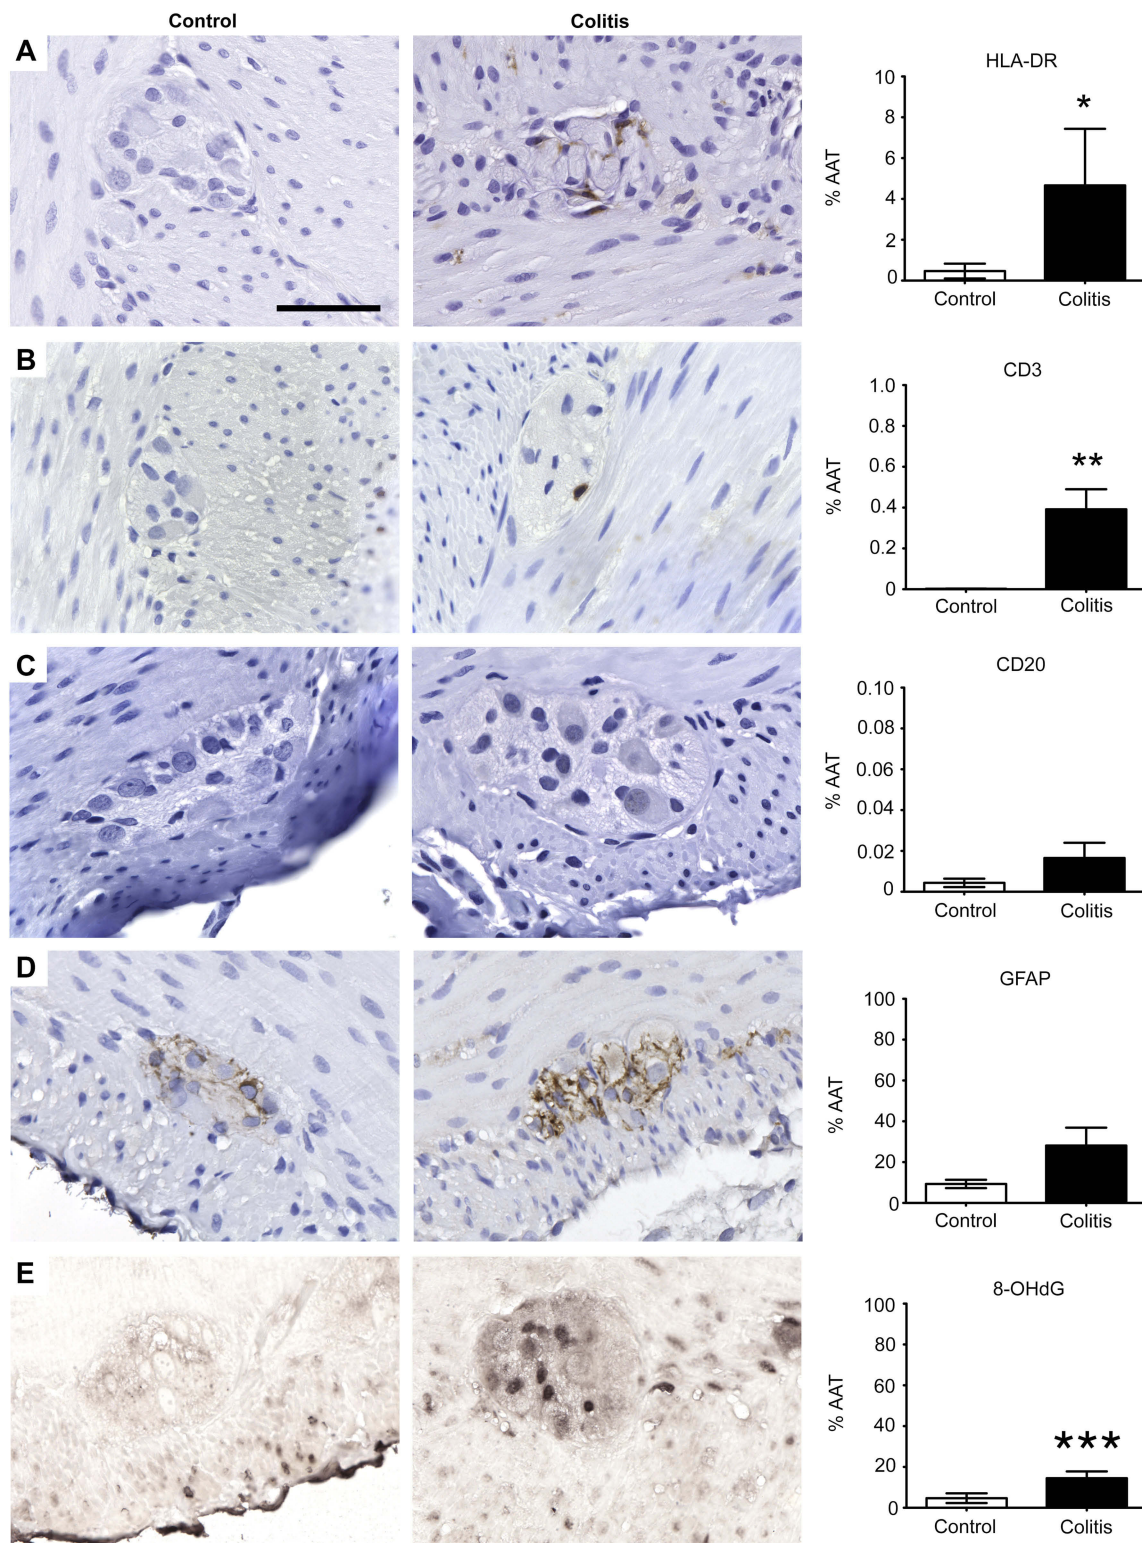 Control Colitis
A
HLA-DR
% AAT
10
8
6
4
2
0
*
Control Colitis
B
CD3
% AAT
1.0
0.8
0.6
0.4
0.2
0
**
Control Colitis
C
CD20
% AAT
0.10
0.08
0.06
0.04
0.02
0
Control Colitis
D
GFAP
% AAT
100
80
60
40
20
0
Control Colitis
E
8-OHdG
% AAT
100
80
60
40
20
0
***
Control Colitis